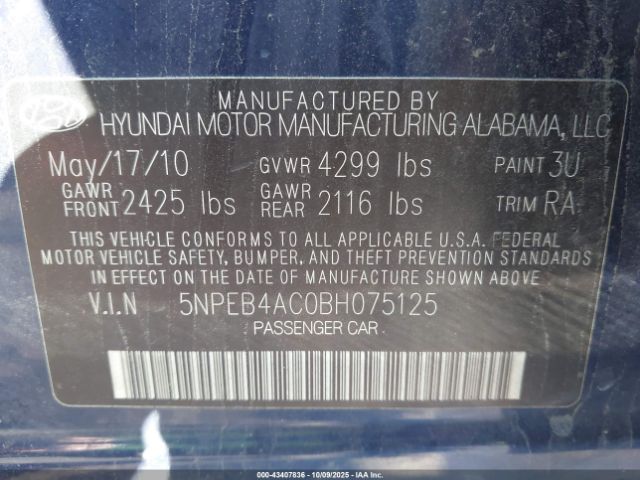 MANUFACTURED BY
HYUNDAI MOTOR MANUFACTURING ALABAMA, LLC
May/17/10 GVWR 4299 lbs PAINT 3U
GAWR FRONT 2425 lbs GAWR REAR 2116 lbs TRIM RA
THIS VEHICLE CONFORMS TO ALL APPLICABLE U.S.A. FEDERAL
MOTOR VEHICLE SAFETY, BUMPER, AND THEFT PREVENTION STANDARDS
IN EFFECT ON THE DATE OF MANUFACTURE SHOWN ABOVE.
V.I.N 5NPEB4AC0BH075125
PASSENGER CAR
000-43407836 | 10/09/2025 | IAA Inc.